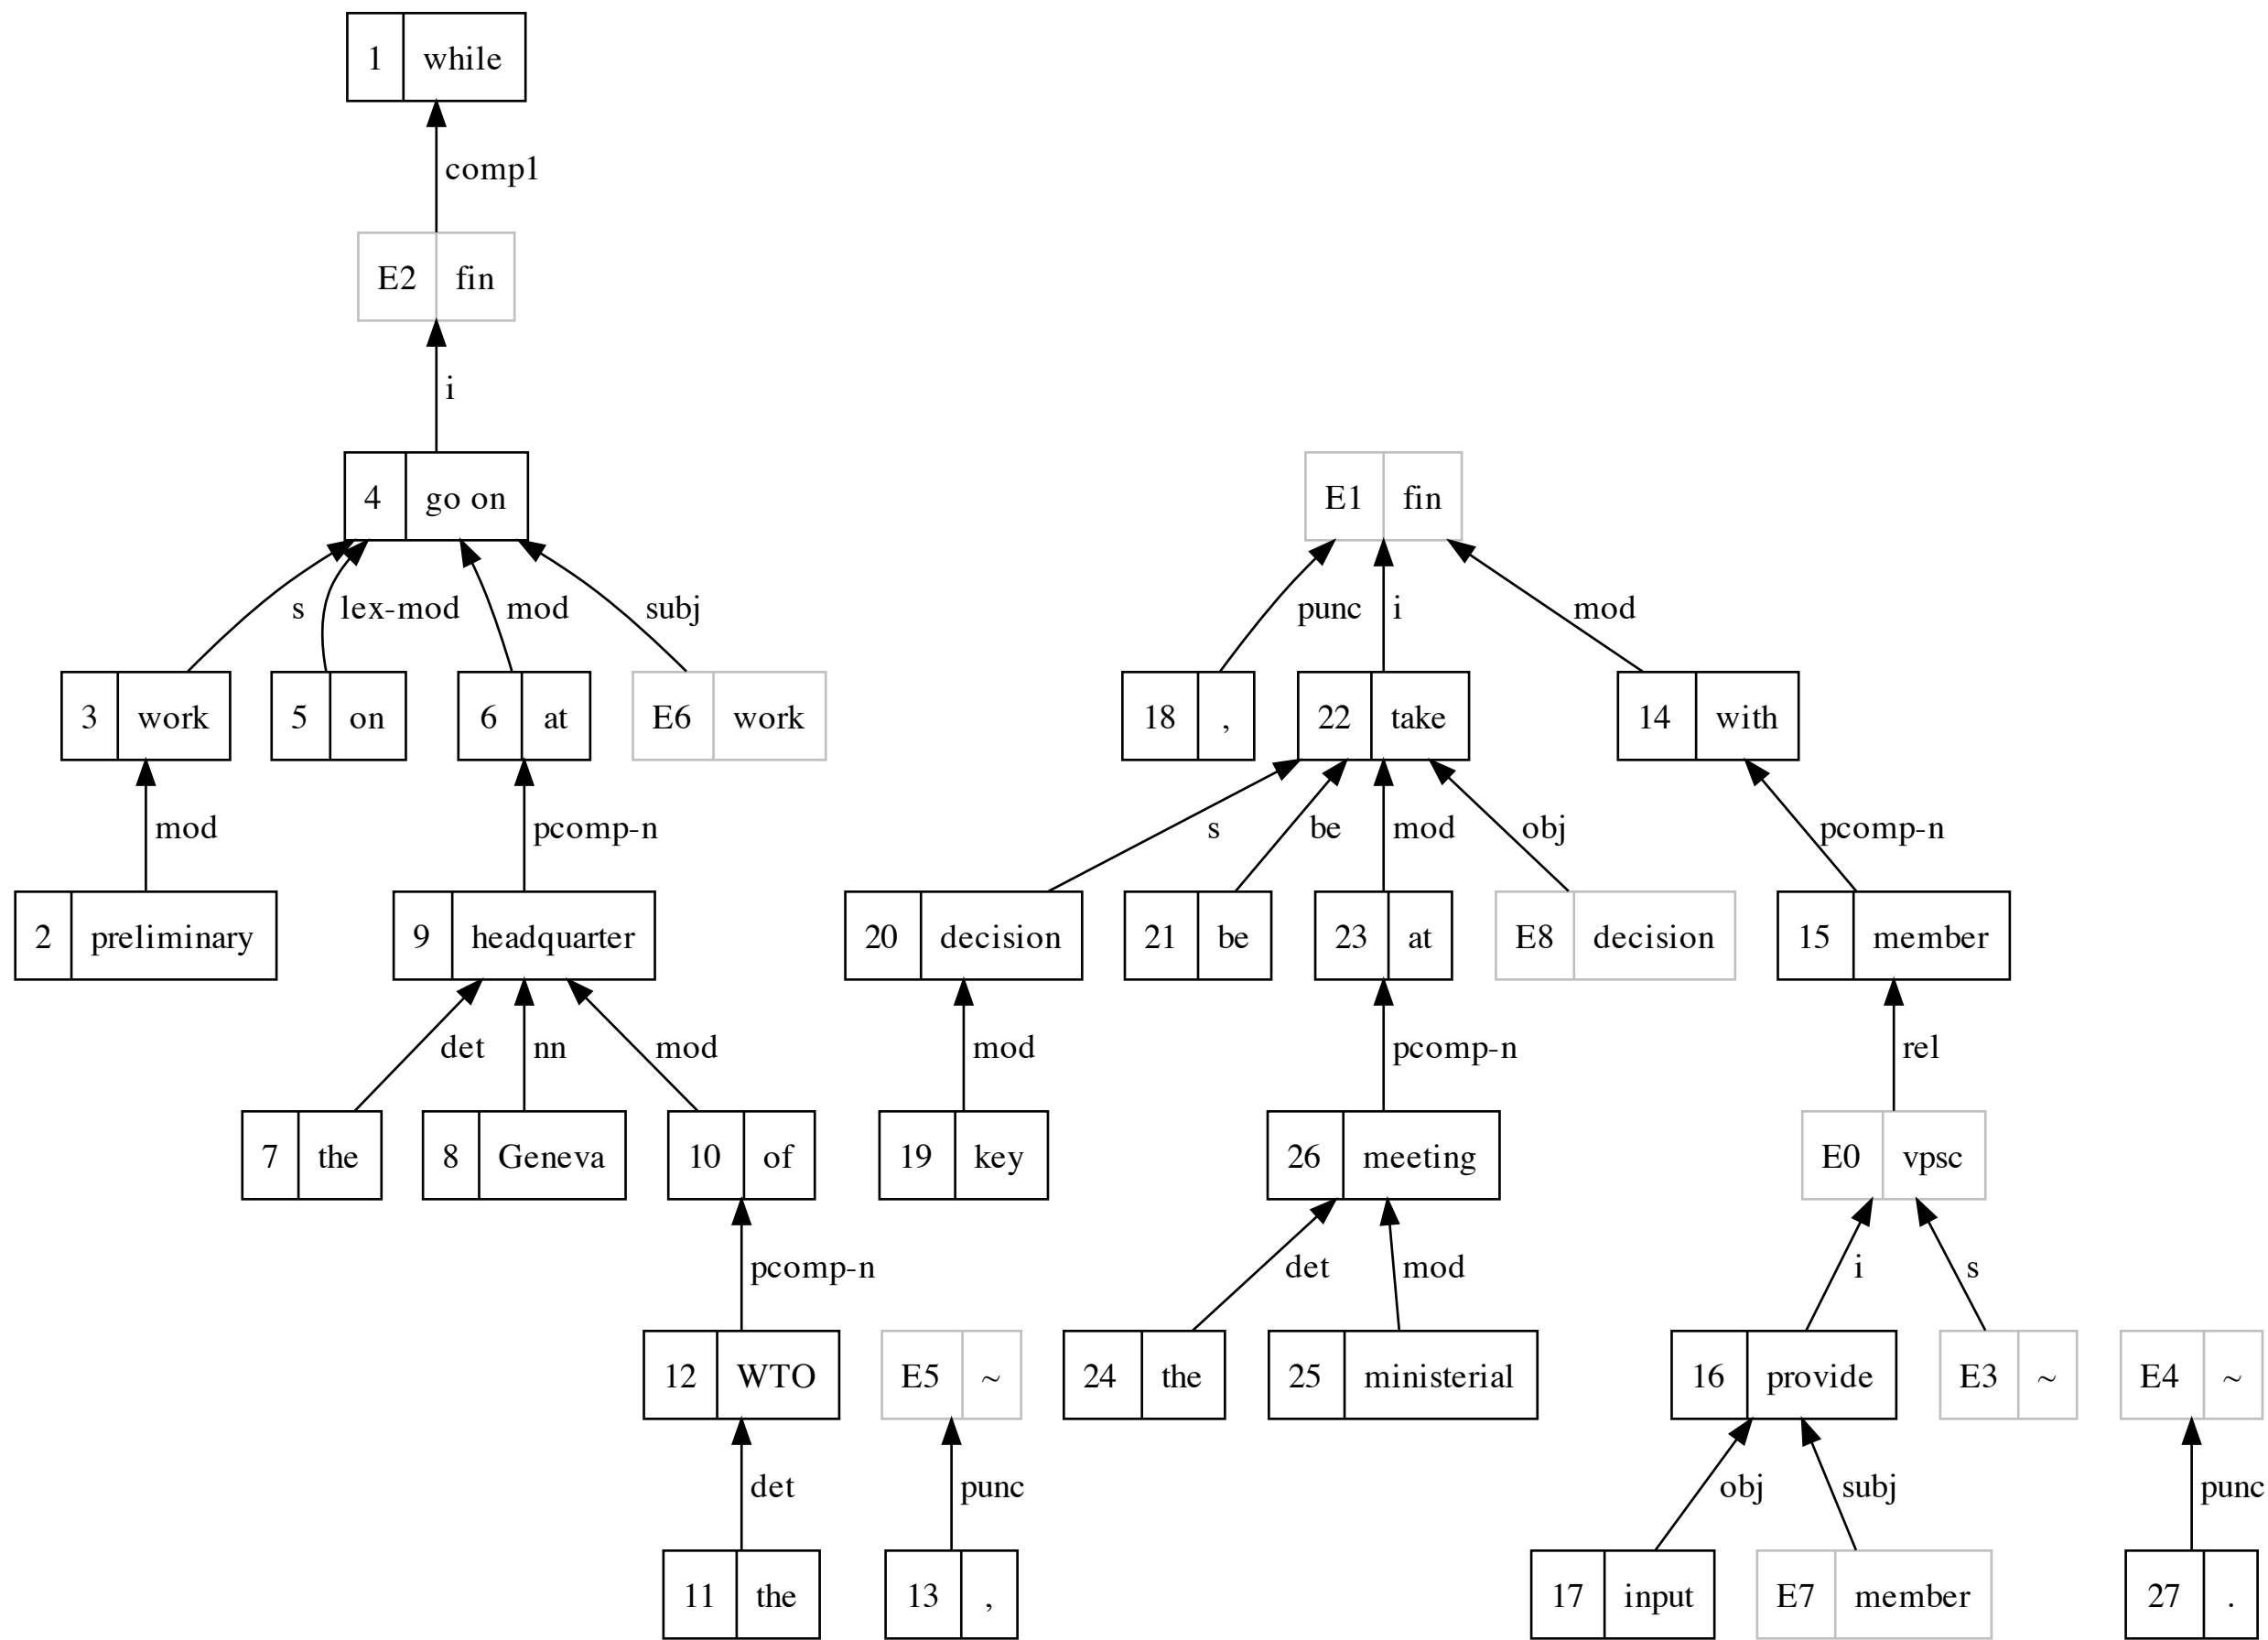 1 while
comp1
E2 fin
i
4 go on
E1 fin
s lex-mod mod subj
punc i mod
3 work
5 on
6 at
E6 work
18 ,
22 take
14 with
mod
pcomp-n
s be mod obj
pcomp-n
2 preliminary
9 headquarter
20 decision
21 be
23 at
E8 decision
15 member
det nn mod
mod
pcomp-n
rel
7 the
8 Geneva
10 of
19 key
26 meeting
E0 vpsc
pcomp-n
det mod
i s
12 WTO
E5 ~
24 the
25 ministerial
16 provide
E3 ~
E4 ~
det
punc
obj subj
punc
11 the
13 ,
17 input
E7 member
27 .